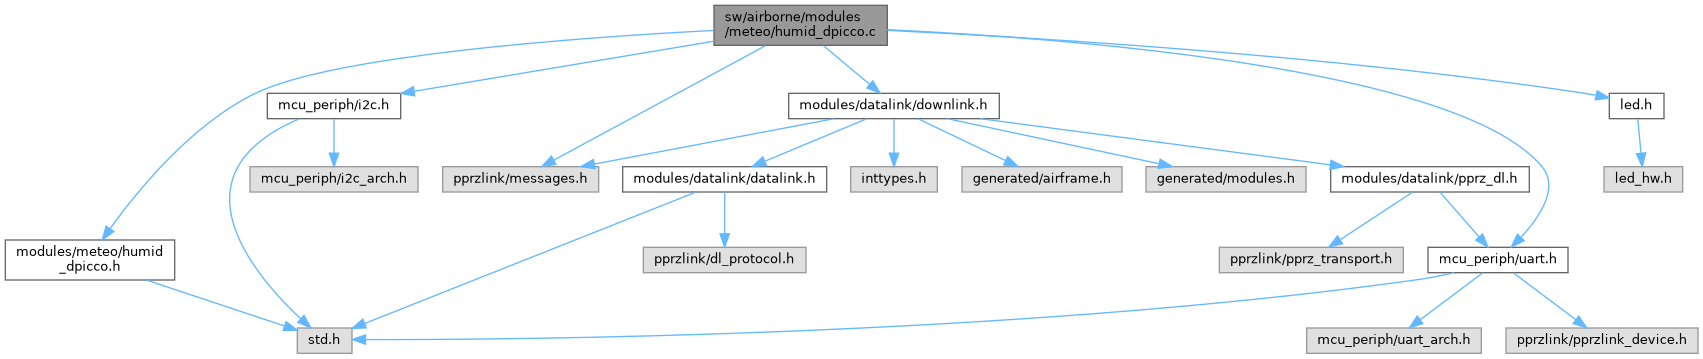 sw/airborne/modules
/meteo/humid_dpicco.c
mcu_periph/i2c.h
modules/datalink/downlink.h
led.h
mcu_periph/i2c_arch.h
pprzlink/messages.h
modules/datalink/datalink.h
inttypes.h
generated/airframe.h
generated/modules.h
modules/datalink/pprz_dl.h
led_hw.h
modules/meteo/humid
_dpicco.h
pprzlink/dl_protocol.h
pprzlink/pprz_transport.h
mcu_periph/uart.h
std.h
mcu_periph/uart_arch.h
pprzlink/pprzlink_device.h